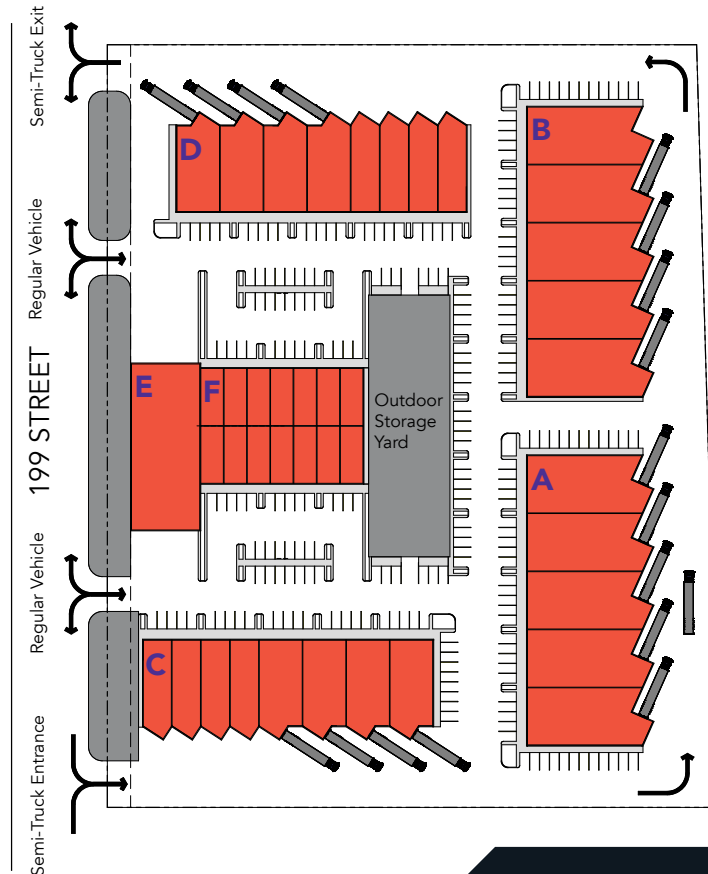 Semi-Truck Exit
Regular Vehicle
199 STREET
Regular Vehicle
Semi-Truck Entrance
D
B
E
F
Outdoor
Storage
Yard
A
C